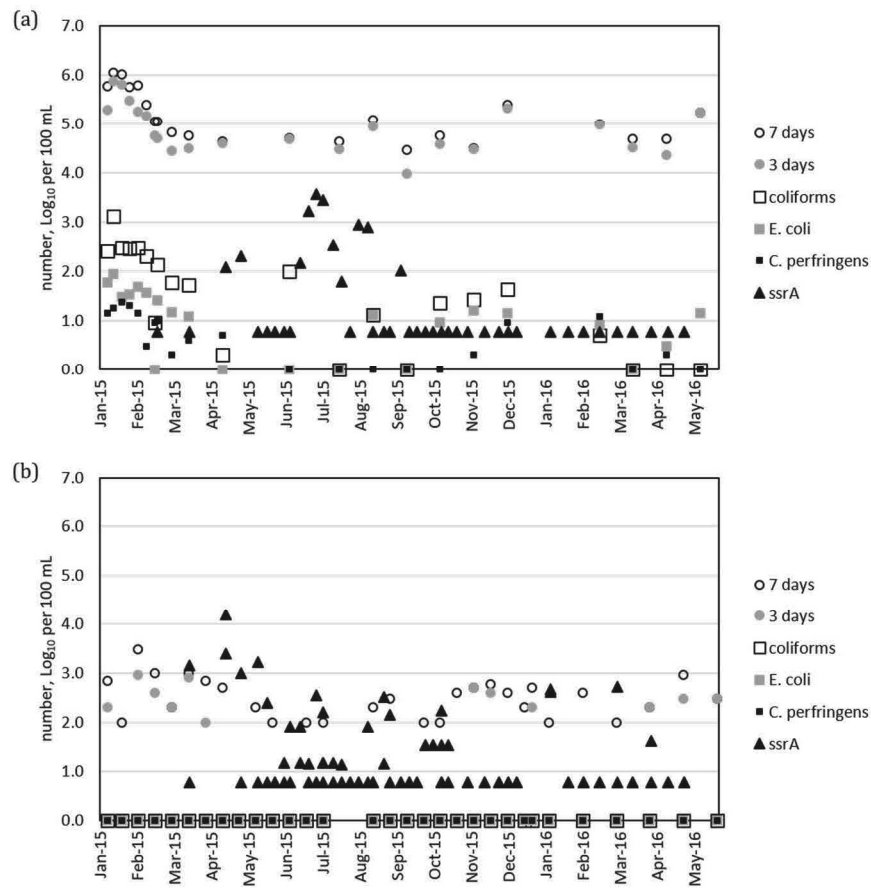 (a)
7.0
6.0
5.0
4.0
3.0
2.0
1.0
0.0
number, Log₁₀ per 100 mL
Jan-15
Feb-15
Mar-15
Apr-15
May-15
Jun-15
Jul-15
Aug-15
Sep-15
Oct-15
Nov-15
Dec-15
Jan-16
Feb-16
Mar-16
Apr-16
May-16
7 days
3 days
coliforms
E. coli
C. perfringens
ssrA
(b)
7.0
6.0
5.0
4.0
3.0
2.0
1.0
0.0
number, Log₁₀ per 100 mL
Jan-15
Feb-15
Mar-15
Apr-15
May-15
Jun-15
Jul-15
Aug-15
Sep-15
Oct-15
Nov-15
Dec-15
Jan-16
Feb-16
Mar-16
Apr-16
May-16
7 days
3 days
coliforms
E. coli
C. perfringens
ssrA